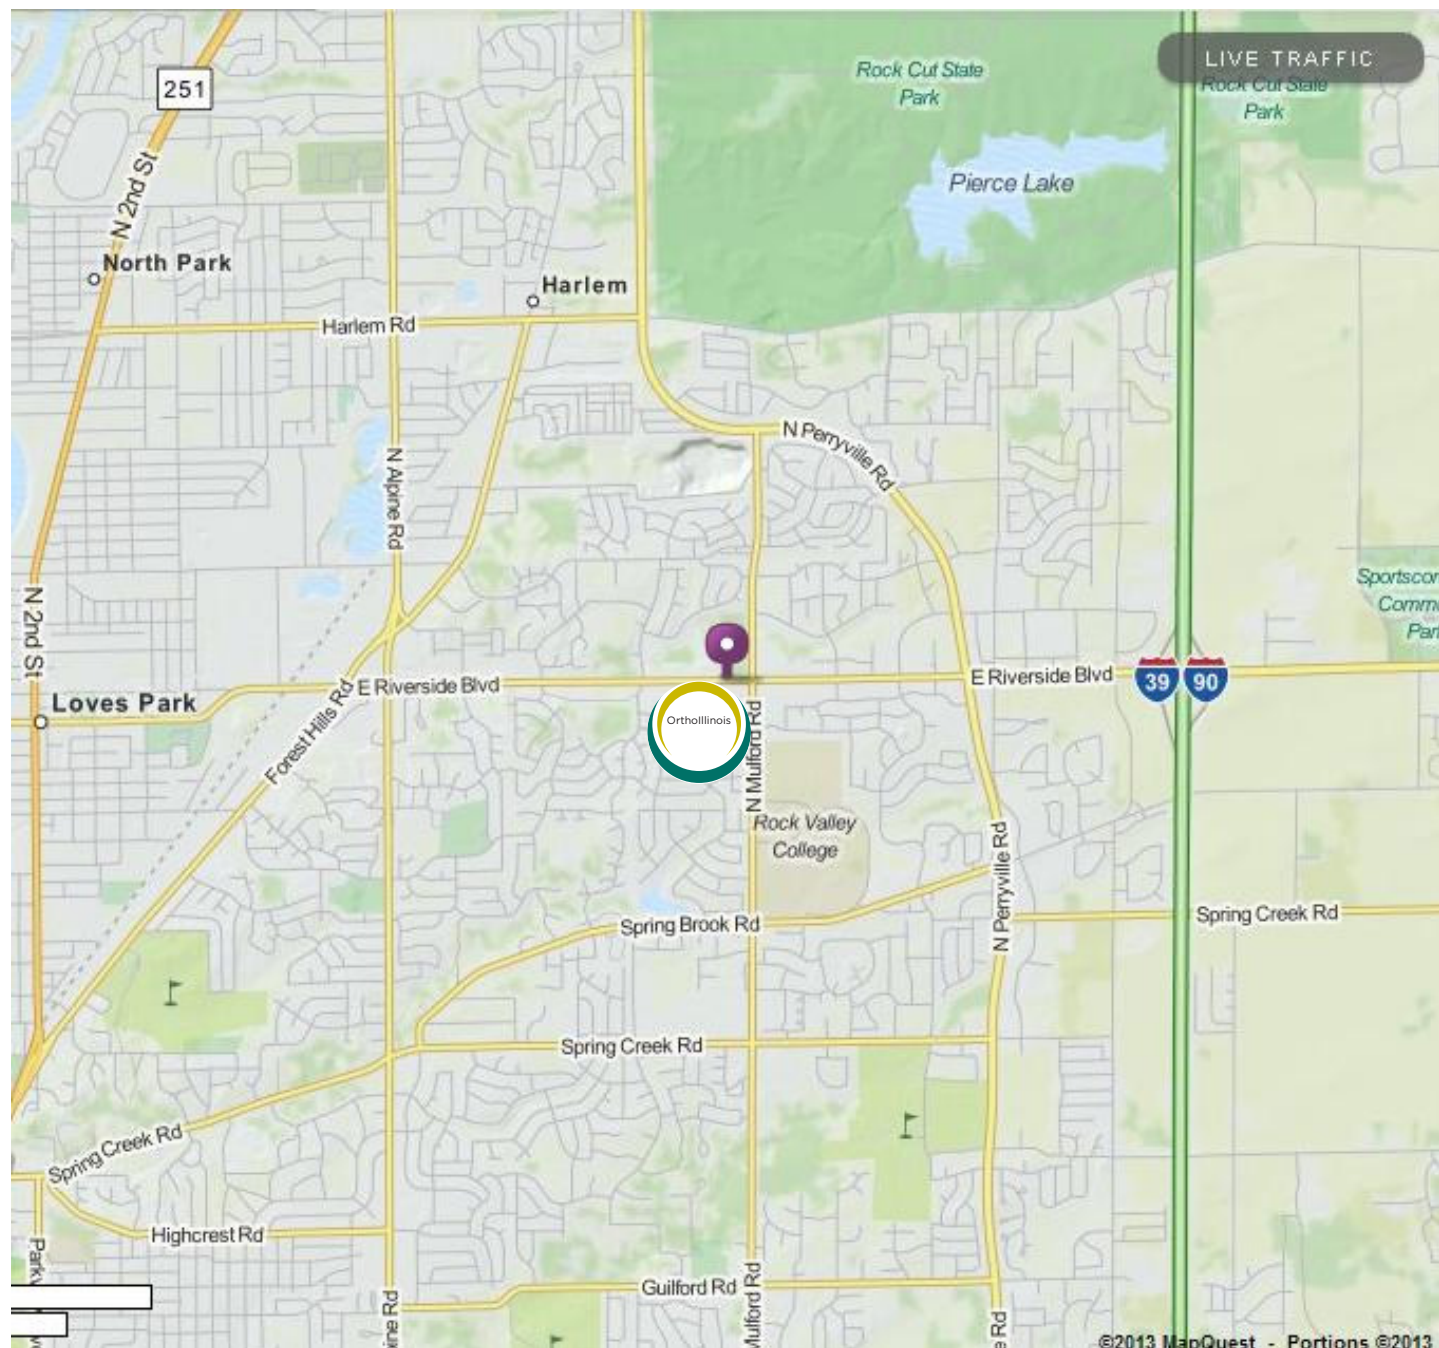 LIVE TRAFFIC
Rock Cut State
Park
Rock Cut State
Park
251
Pierce Lake
N 2nd St
North Park
Harlem
Harlem Rd
N Perryville Rd
N Alpine Rd
N 2nd St
Loves Park
E Riverside Blvd
E Riverside Blvd
39
90
Forest Hills Rd
OrthoIllinois
N Mulford Rd
Rock Valley
College
N Perryville Rd
Spring Brook Rd
Spring Creek Rd
Spring Creek Rd
Spring Creek Rd
Highcrest Rd
Guilford Rd
Mulford Rd
©2013 MapQuest - Portions ©2013